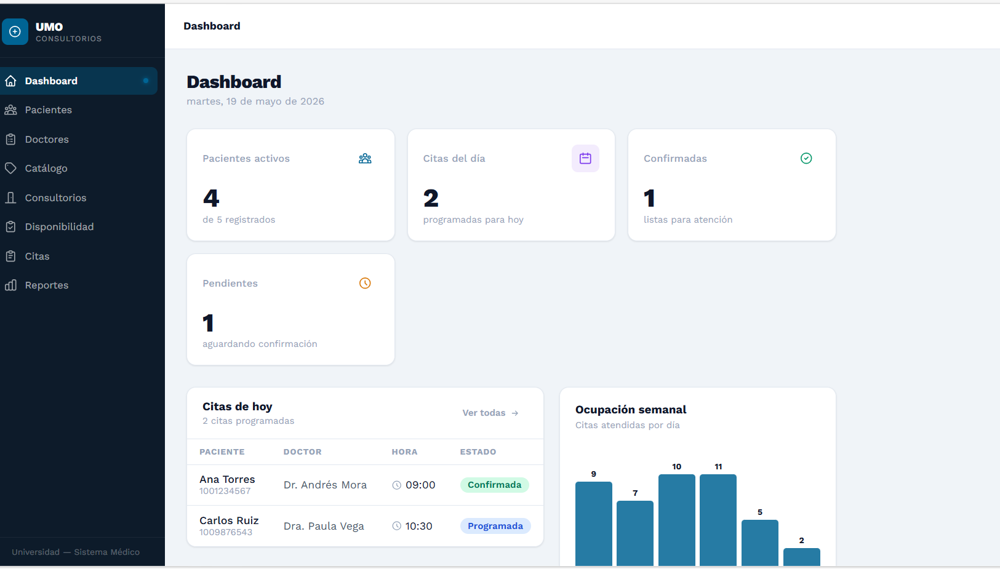 UMO
CONSULTORIOS
Dashboard
Pacientes
Doctores
Catálogo
Consultorios
Disponibilidad
Citas
Reportes
Universidad — Sistema Médico
Dashboard
Dashboard
martes, 19 de mayo de 2026
Pacientes activos
4
de 5 registrados
Citas del día
2
programadas para hoy
Confirmadas
1
listas para atención
Pendientes
1
aguardando confirmación
Citas de hoy
2 citas programadas
Ver todas →
PACIENTE DOCTOR HORA ESTADO
Ana Torres
1001234567
Dr. Andrés Mora 09:00 Confirmada
Carlos Ruiz
1009876543
Dra. Paula Vega 10:30 Programada
Ocupación semanal
Citas atendidas por día
9 7 10 11 5 2